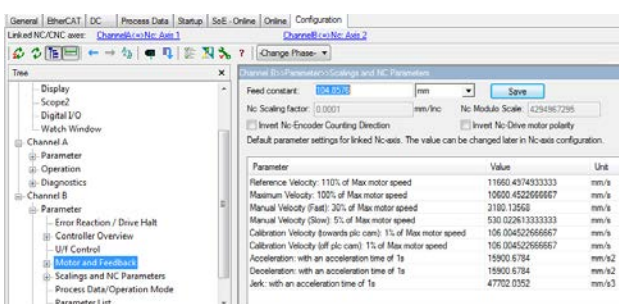 General EtherCAT DC Process Data Startup SoE - Online Online Configuration
Linked NC/CNC axes: ChannelA<=>Nc: Axis 1 ChannelB<=>Nc: Axis 2
? -Change Phase-
Tree x
Channel B>>Parameter>>Scalings and NC Parameters
Display
Scope2
Digital I/O
Watch Window
Channel A
Parameter
Operation
Diagnostics
Channel B
Parameter
Error Reaction / Drive Halt
Controller Overview
U/f Control
Motor and Feedback
Scalings and NC Parameters
Process Data/Operation Mode
Parameter List
Feed constant: 104.8576 mm Save
Nc Scaling factor: 0.0001 mm/Inc Nc Modulo Scale: 4294967295
Invert Nc-Encoder Counting Direction Invert Nc-Drive motor polarity
Default parameter settings for linked Nc-axis. The value can be changed later in Nc-axis configuration.
Parameter Value Unit
Reference Velocity: 110% of Max motor speed 11660.4974933333 mm/s
Maximum Velocity: 100% of Max motor speed 10600.4522666667 mm/s
Manual Velocity (Fast): 30% of Max motor speed 3180.13568 mm/s
Manual Velocity (Slow): 5% of Max motor speed 530.022613333333 mm/s
Calibration Velocity (towards plc cam): 1% of Max motor speed 106.004522666667 mm/s
Calibration Velocity (off plc cam): 1% of Max motor speed 106.004522666667 mm/s
Acceleration: with an acceleration time of 1s 15900.6784 mm/s2
Deceleration: with an acceleration time of 1s 15900.6784 mm/s2
Jerk: with an acceleration time of 1s 47702.0352 mm/s3